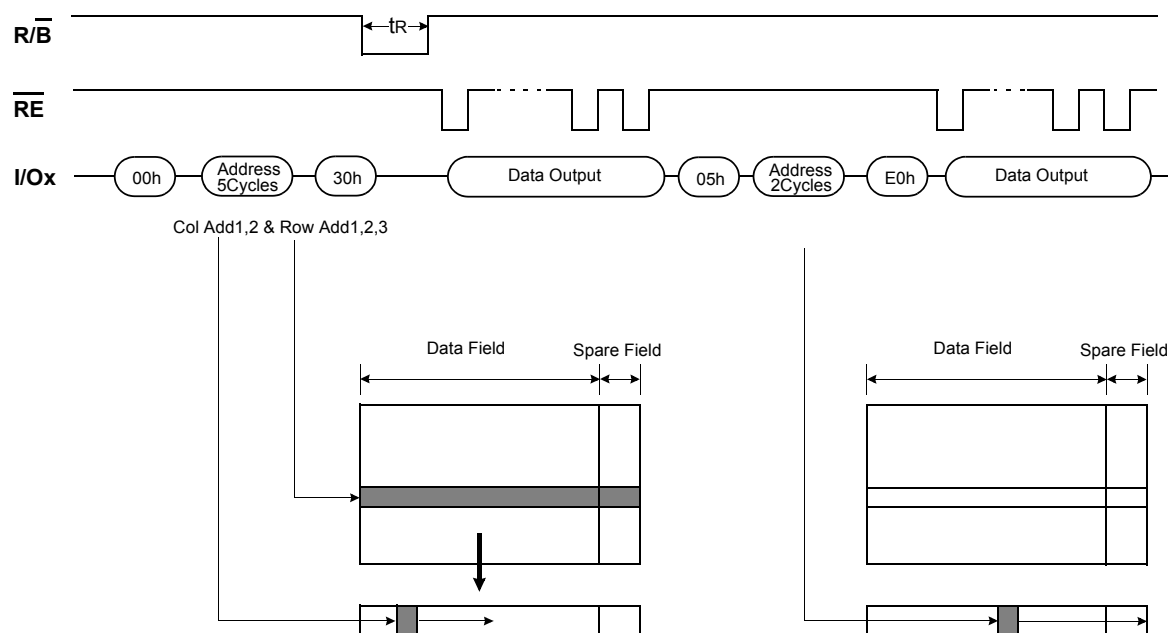 R/B̅
tR
R̅E̅
I/Ox
00h
Address
5Cycles
30h
Data Output
05h
Address
2Cycles
E0h
Data Output
Col Add1,2 & Row Add1,2,3
Data Field
Spare Field
Data Field
Spare Field